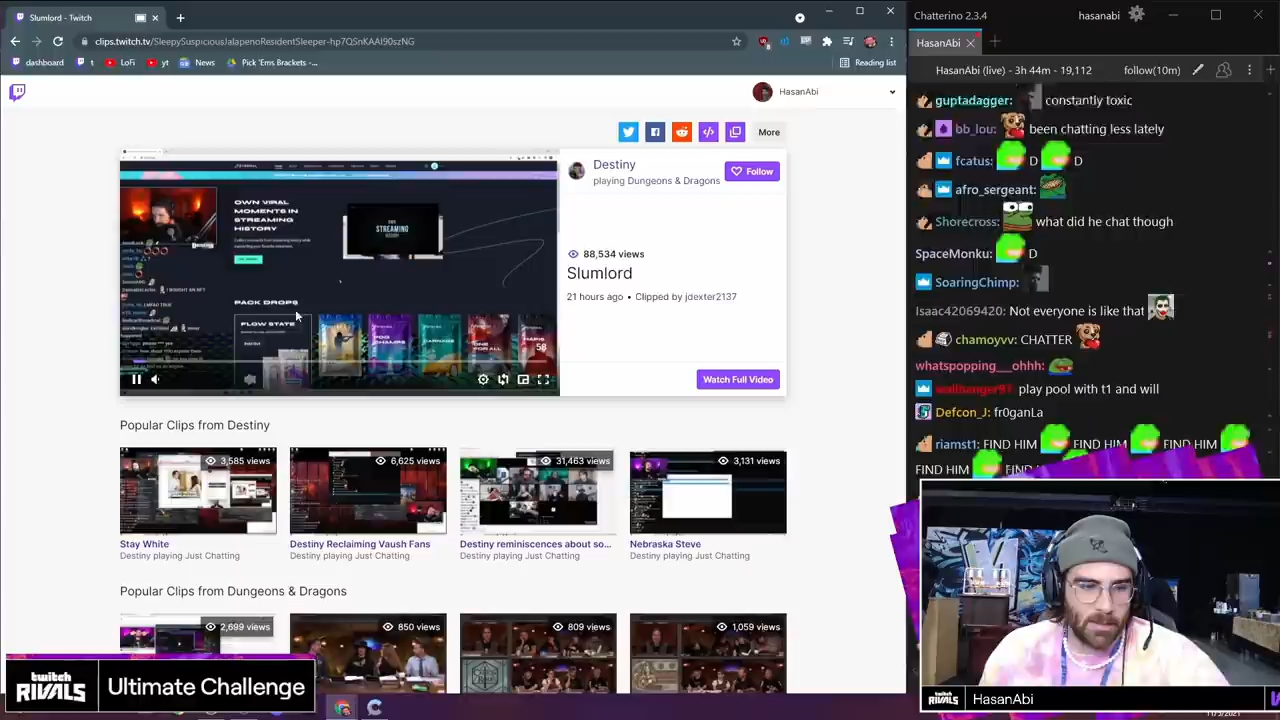 Slumlord - Twitch
Chatterino 2.3.4
hasanabi
clips.twitch.tv/SleepySuspiciousJalapenoResidentSleeper-hp7QSnKAAI90szNG
HasanAbi
dashboard
t
LoFi
yt
News
Pick 'Ems Brackets -...
Reading list
HasanAbi (live) - 3h 44m - 19,112
follow(10m)
HasanAbi
More
guptadagger: constantly toxic
bb_lou: been chatting less lately
fcatus: D D
afro_sergeant:
Shorecross: what did he chat though
SpaceMonku: D
SoaringChimp:
Isaac42069420: Not everyone is like that
chamoyvv: CHATTER
whatspopping___ohhh:
play pool with t1 and will
Defcon_J: fr0ganLa
riamst1: FIND HIM FIND HIM FIND HIM
FIND HIM
OWN VIRAL
MOMENTS IN
STREAMING
HISTORY
STREAMING
PACK DROPS
FLOW STATE
Destiny
playing Dungeons & Dragons
Follow
88,534 views
Slumlord
21 hours ago • Clipped by jdexter2137
Watch Full Video
Popular Clips from Destiny
3,585 views
6,625 views
31,463 views
3,131 views
Stay White
Destiny Reclaiming Vaush Fans
Destiny reminisces about so...
Nebraska Steve
Destiny playing Just Chatting
Destiny playing Just Chatting
Destiny playing Just Chatting
Destiny playing Just Chatting
Popular Clips from Dungeons & Dragons
2,699 views
850 views
809 views
1,059 views
twitch
RIVALS
Ultimate Challenge
twitch
RIVALS
HasanAbi